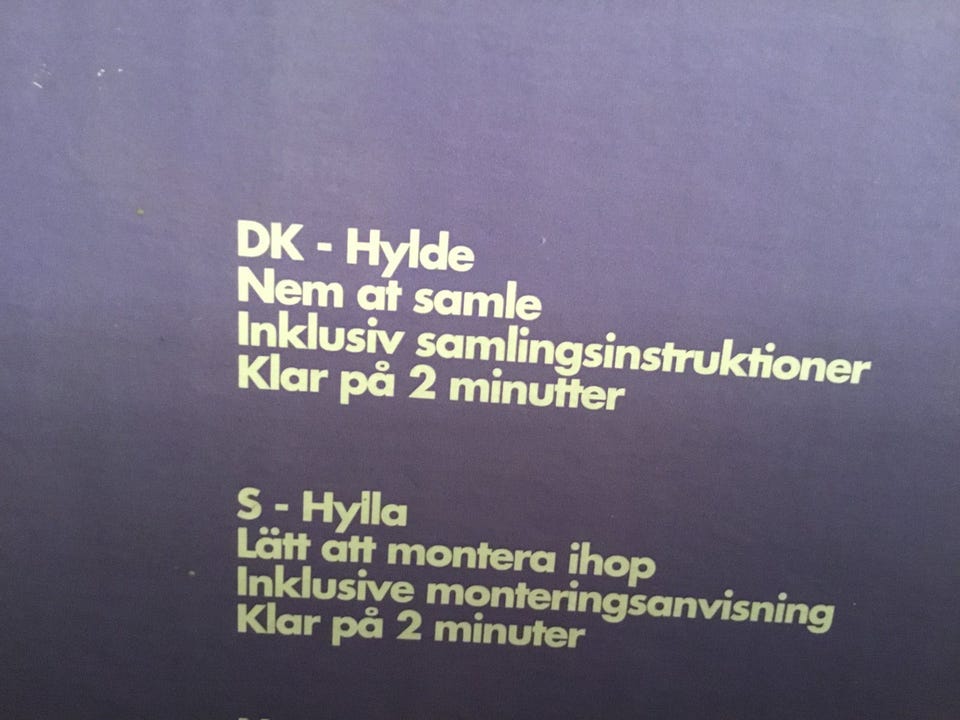 DK - Hylde
Nem at samle
Inklusiv samlingsinstruktioner
Klar på 2 minutter
S - Hylla
Lätt att montera ihop
Inklusive monteringsanvisning
Klar på 2 minuter